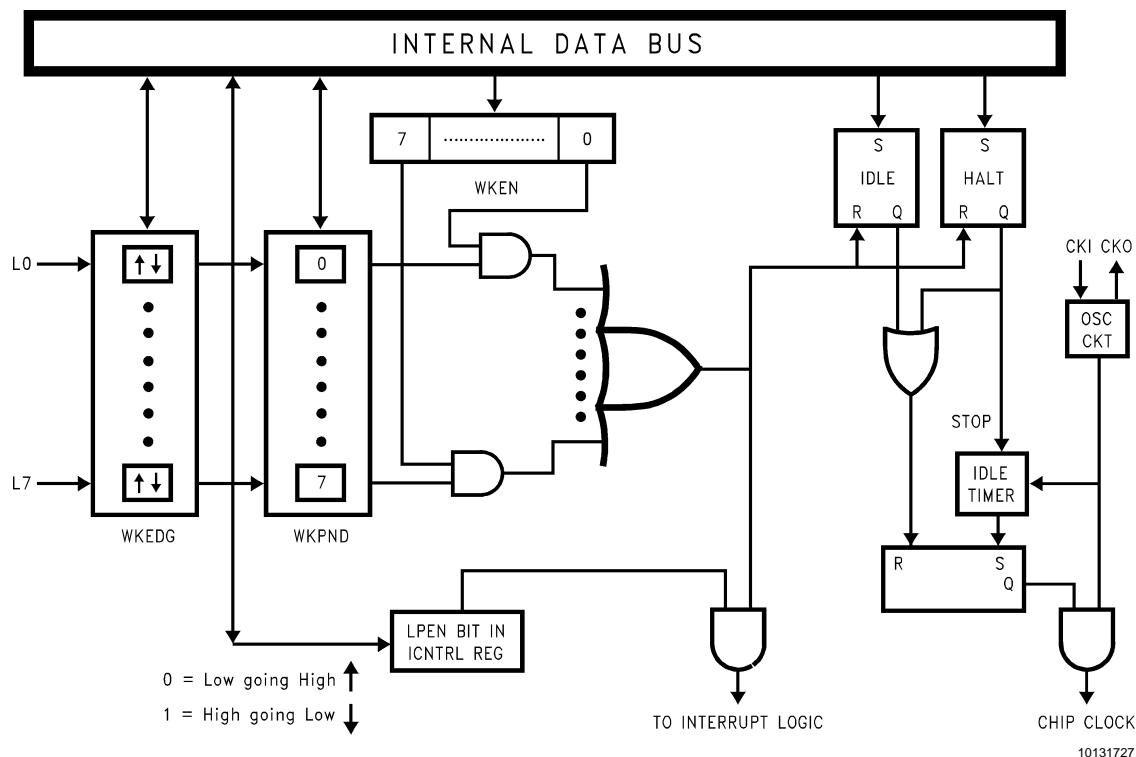 INTERNAL DATA BUS
7 ..................... 0
WKEN
S
IDLE
R Q
S
HALT
R Q
CKI CKO
OSC
CKT
L0
0
L7
7
WKEDG
WKPND
STOP
IDLE
TIMER
R S
Q
LPEN BIT IN
ICNTRL REG
0 = Low going High
1 = High going Low
TO INTERRUPT LOGIC
CHIP CLOCK
10131727